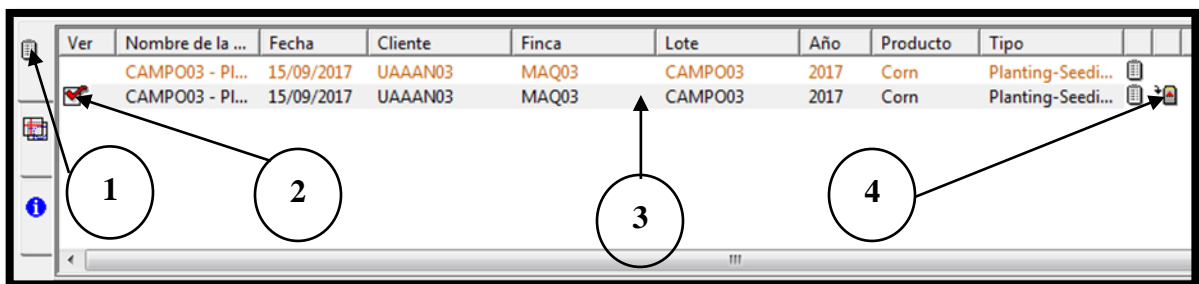 Ver Nombre de la ... Fecha Cliente Finca Lote Año Producto Tipo
CAMPO03 - Pl... 15/09/2017 UAAAN03 MAQ03 CAMPO03 2017 Corn Planting-Seedi...
CAMPO03 - Pl... 15/09/2017 UAAAN03 MAQ03 CAMPO03 2017 Corn Planting-Seedi...
1 2 3 4